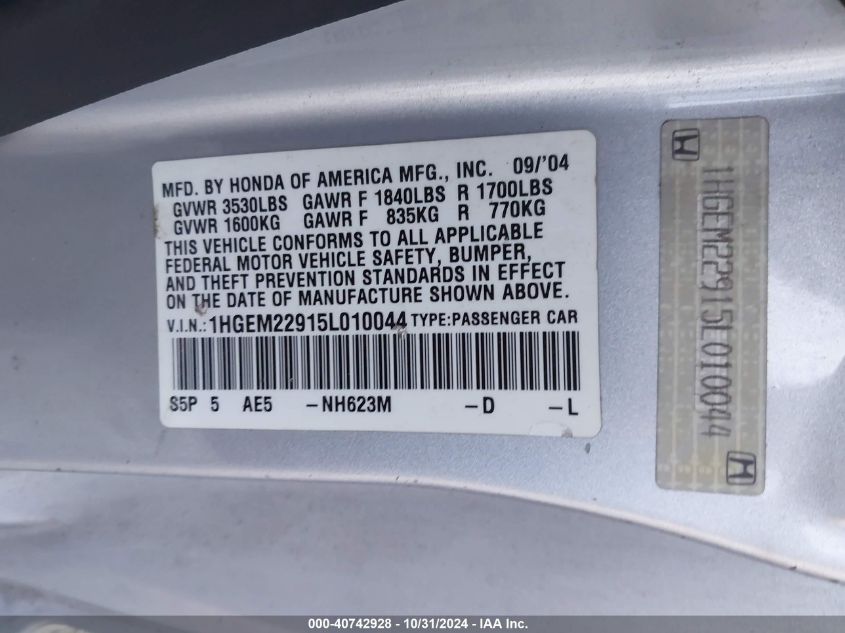 MFD. BY HONDA OF AMERICA MFG., INC. 09/'04
GVWR 3530LBS GAWR F 1840LBS R 1700LBS
GVWR 1600KG GAWR F 835KG R 770KG
THIS VEHICLE CONFORMS TO ALL APPLICABLE
FEDERAL MOTOR VEHICLE SAFETY, BUMPER,
AND THEFT PREVENTION STANDARDS IN EFFECT
ON THE DATE OF MANUFACTURE SHOWN ABOVE.
V.I.N.:1HGEM22915L010044 TYPE:PASSENGER CAR
S5P 5 AE5 -NH623M -D -L
1HGEM22915L010044
000-40742928 - 10/31/2024 - IAA Inc.